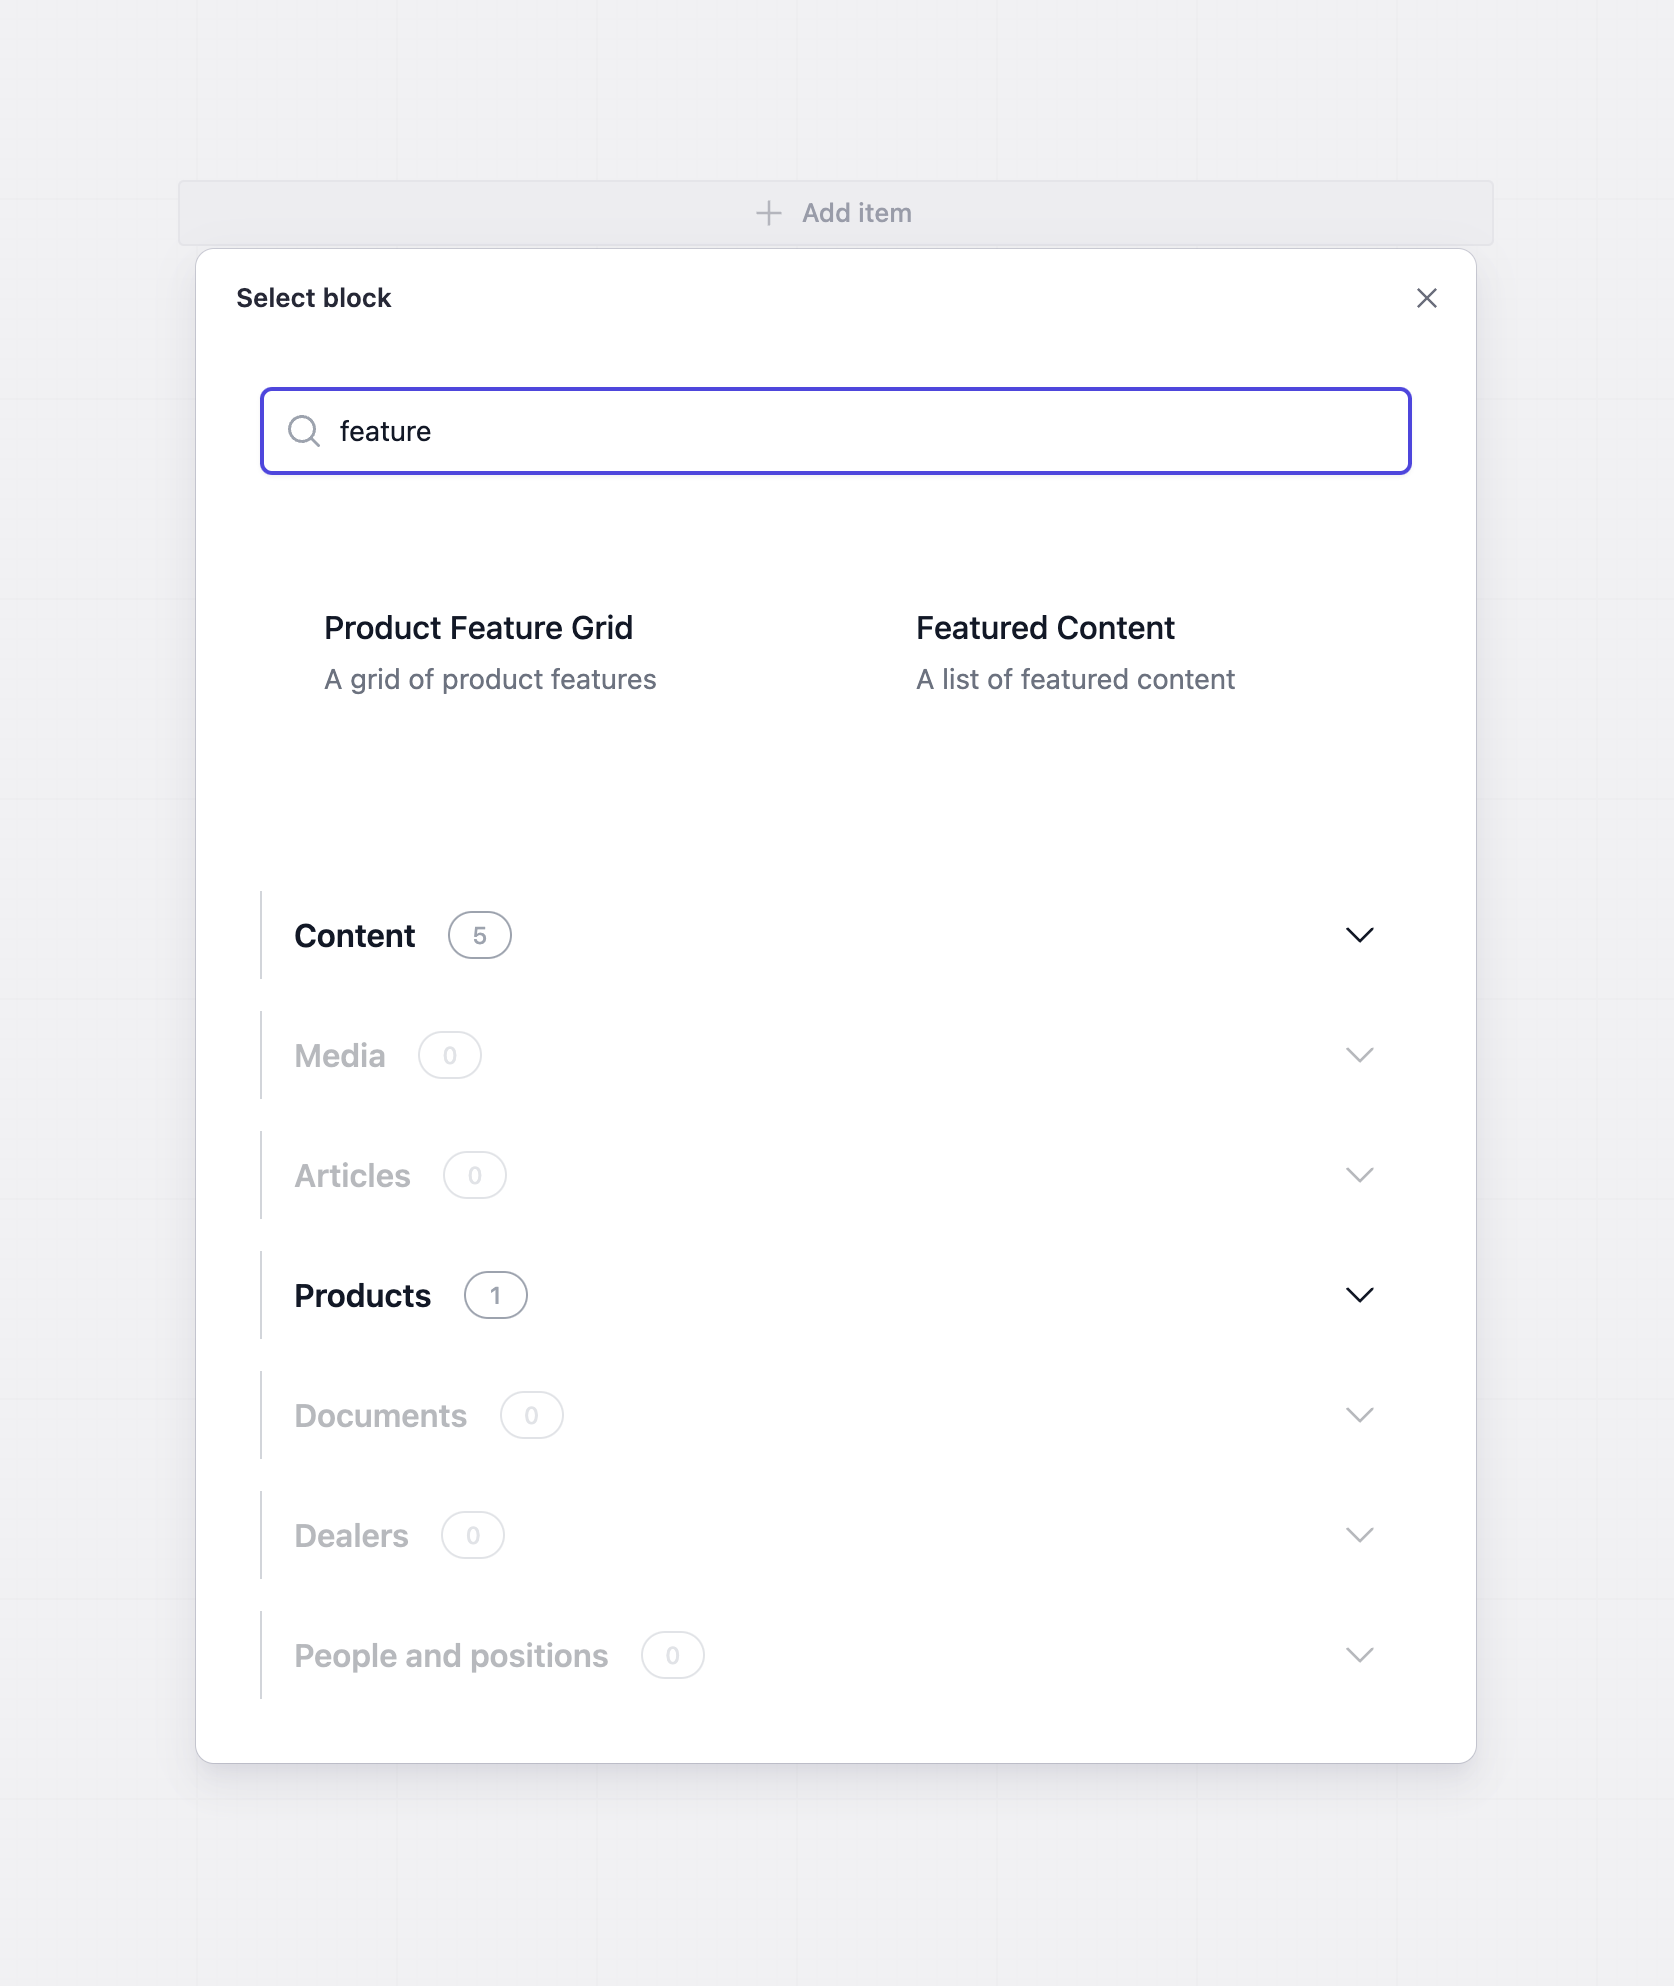 Add item
Select block
feature
Product Feature Grid
A grid of product features
Featured Content
A list of featured content
Content 5
Media 0
Articles 0
Products 1
Documents 0
Dealers 0
People and positions 0